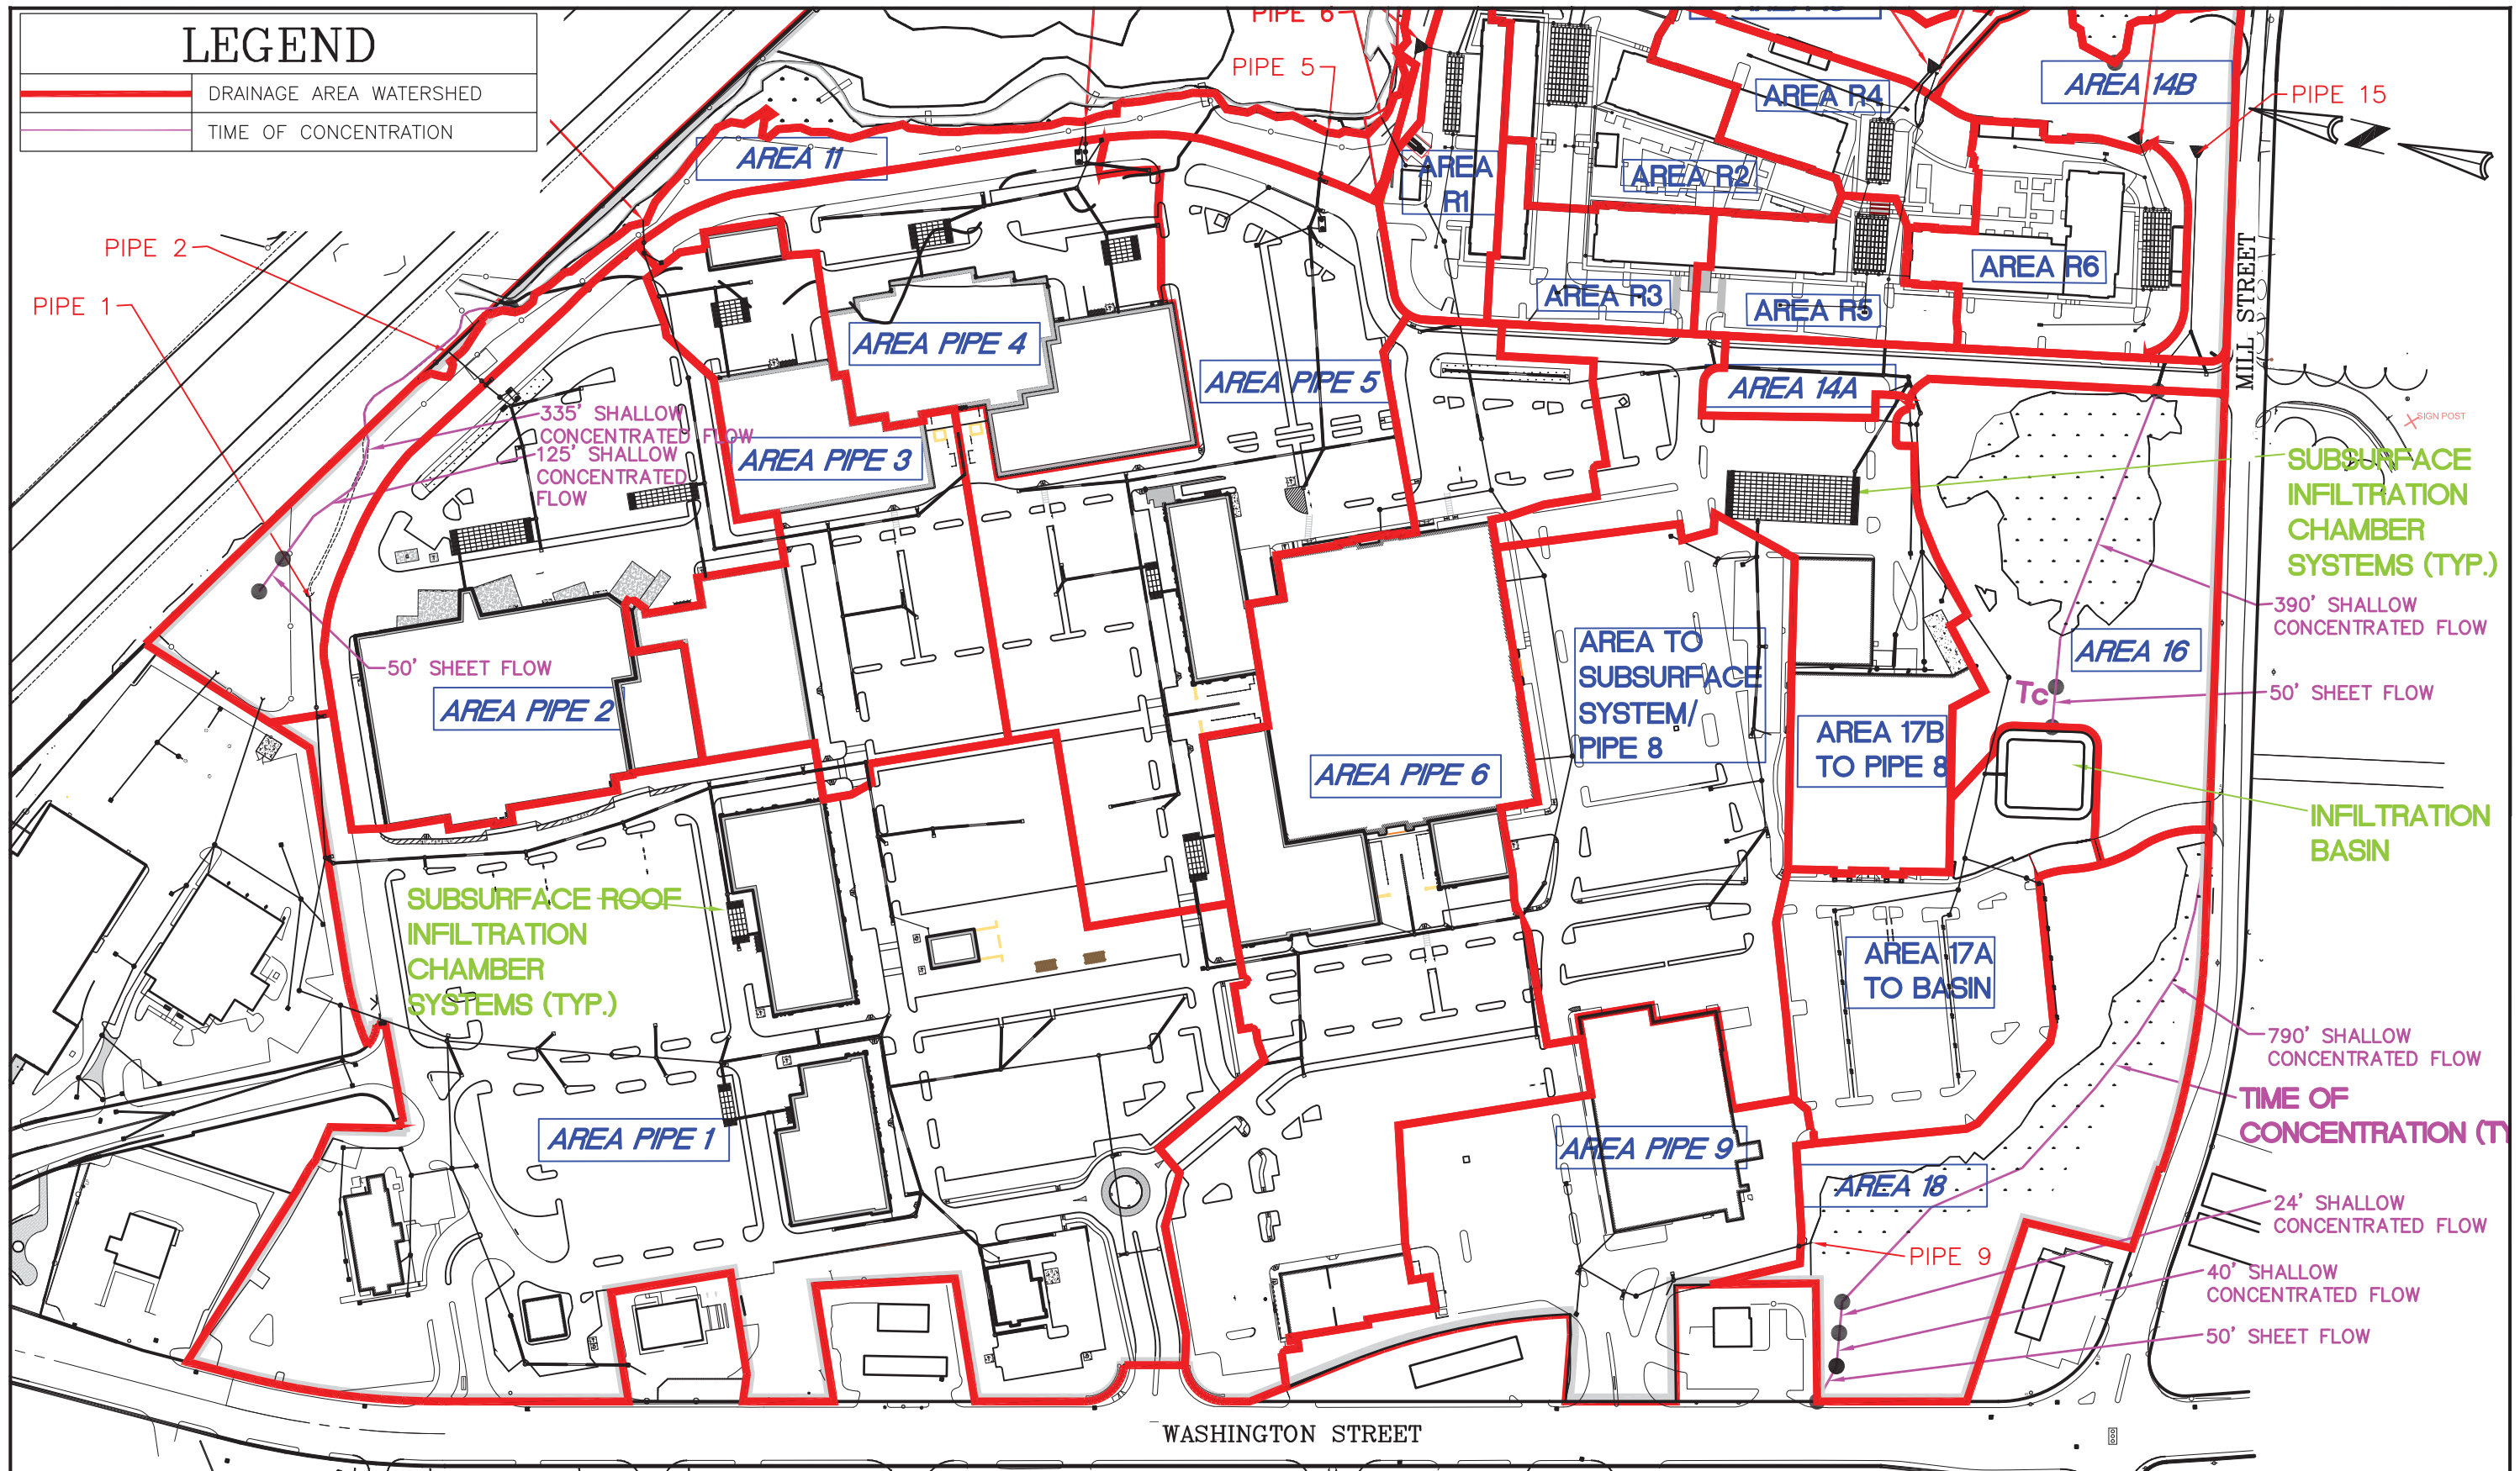 LEGEND
DRAINAGE AREA WATERSHED
TIME OF CONCENTRATION
PIPE 6
PIPE 5
AREA 14B
PIPE 15
AREA R4
AREA 11
AREA
R1
AREA R2
PIPE 2
PIPE 1
AREA R6
AREA R3
AREA R5
MILL STREET
AREA PIPE 4
AREA PIPE 5
AREA 14A
335' SHALLOW
CONCENTRATED FLOW
125' SHALLOW
CONCENTRATED
FLOW
AREA PIPE 3
SIGN POST
SUBSURFACE
INFILTRATION
CHAMBER
SYSTEMS (TYP.)
390' SHALLOW
CONCENTRATED FLOW
50' SHEET FLOW
AREA PIPE 2
AREA TO
SUBSURFACE
SYSTEM/
PIPE 8
AREA 16
Tc
50' SHEET FLOW
AREA 17B
TO PIPE 8
AREA PIPE 6
INFILTRATION
BASIN
SUBSURFACE ROOF
INFILTRATION
CHAMBER
SYSTEMS (TYP.)
AREA 17A
TO BASIN
790' SHALLOW
CONCENTRATED FLOW
TIME OF
CONCENTRATION (TY
AREA PIPE 1
AREA PIPE 9
AREA 18
24' SHALLOW
CONCENTRATED FLOW
PIPE 9
40' SHALLOW
CONCENTRATED FLOW
50' SHEET FLOW
WASHINGTON STREET